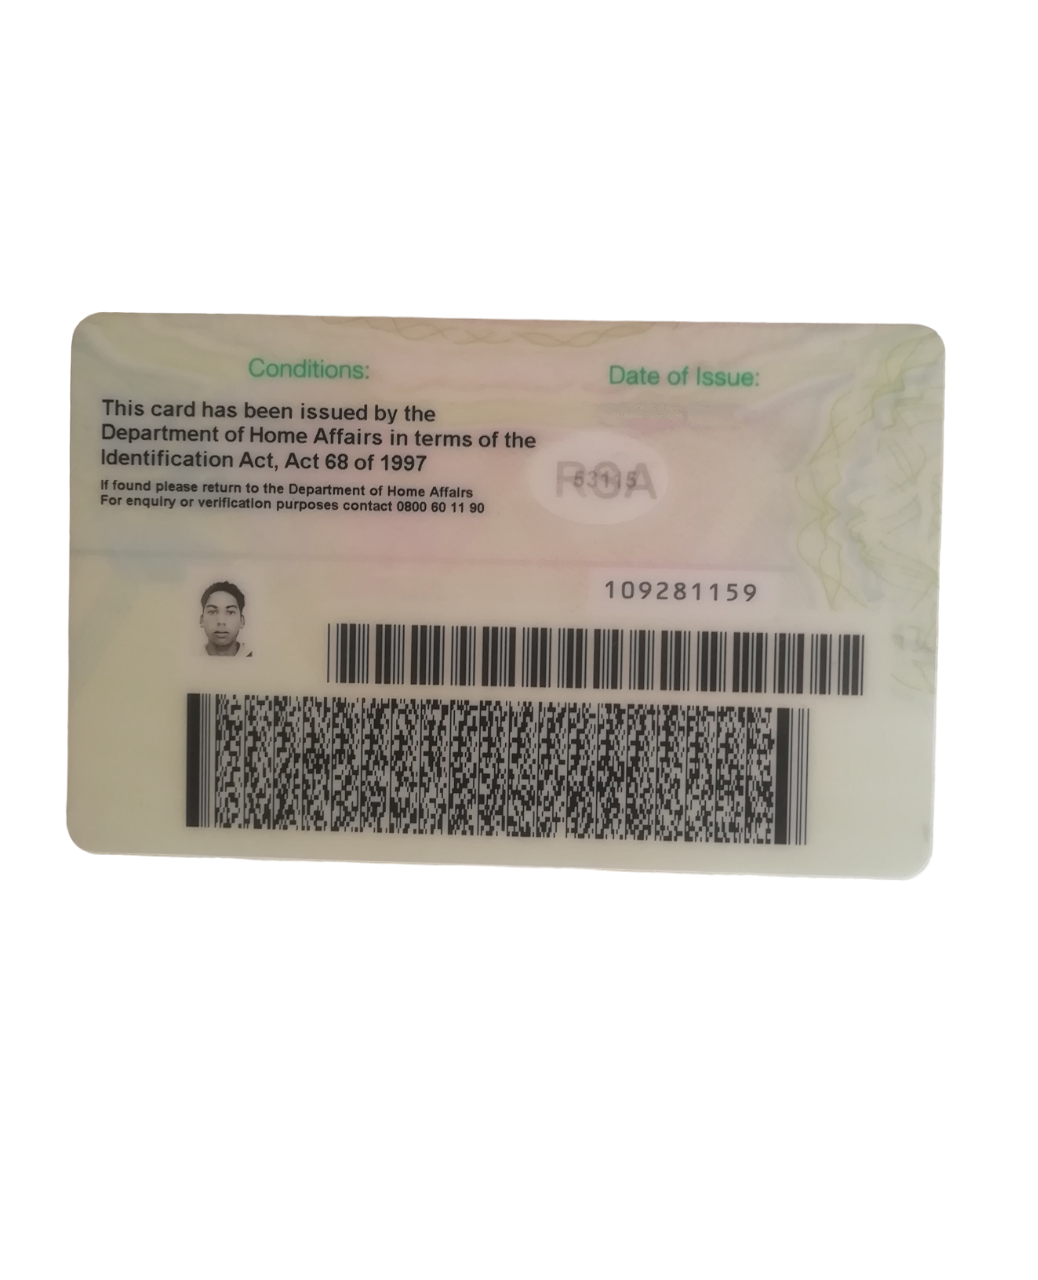 Conditions:
This card has been issued by the
Department of Home Affairs in terms of the
Identification Act, Act 68 of 1997
If found please return to the Department of Home Affairs
For enquiry or verification purposes contact 0800 60 11 90
Date of Issue:
109281159